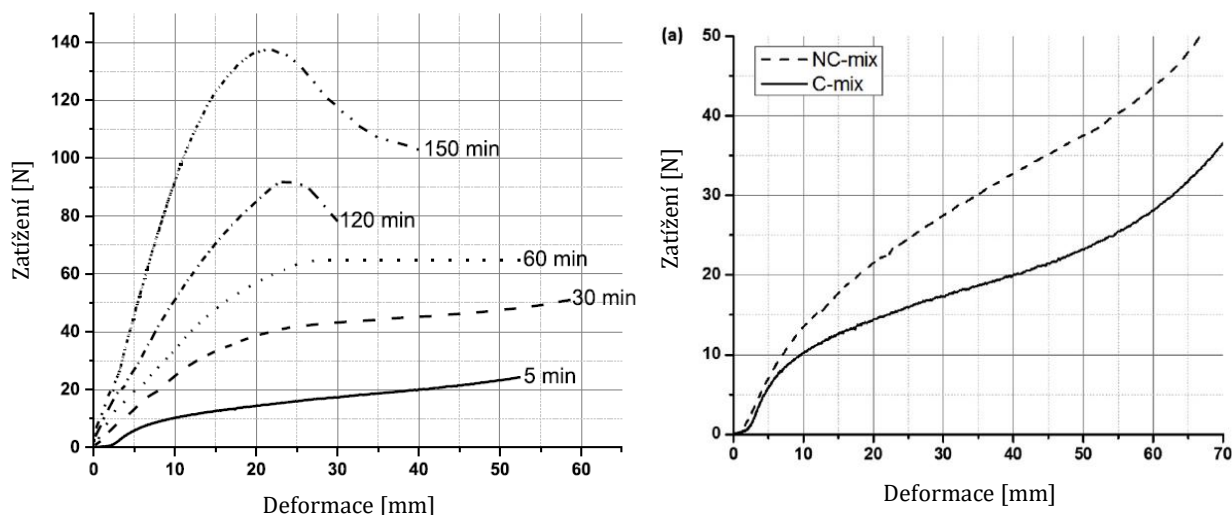 Zatížení [N]
140
120
100
80
60
40
20
0
150 min
120 min
60 min
30 min
5 min
0 10 20 30 40 50 60
Deformace [mm]
(a)
NC-mix
C-mix
Zatížení [N]
50
40
30
20
10
0
0 10 20 30 40 50 60 70
Deformace [mm]